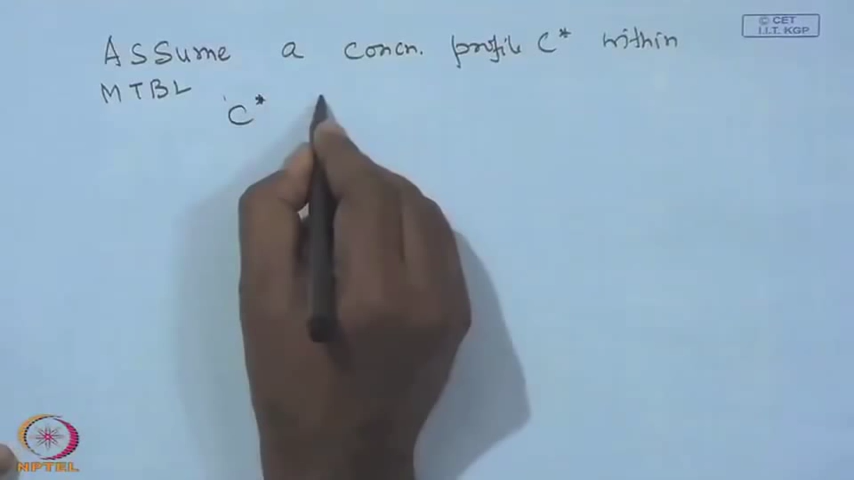 Assume a concn. profile C* within
MTBL
C*
© CET
I.I.T. KGP
NPTEL